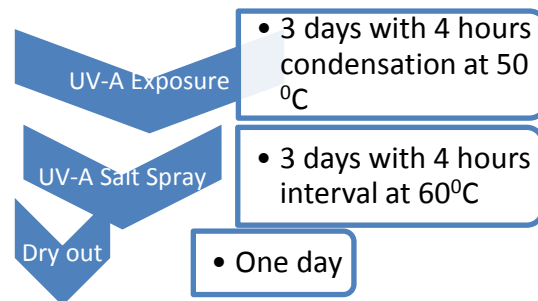 UV-A Exposure
• 3 days with 4 hours
condensation at 50
⁰C
UV-A Salt Spray
• 3 days with 4 hours
interval at 60⁰C
Dry out
• One day